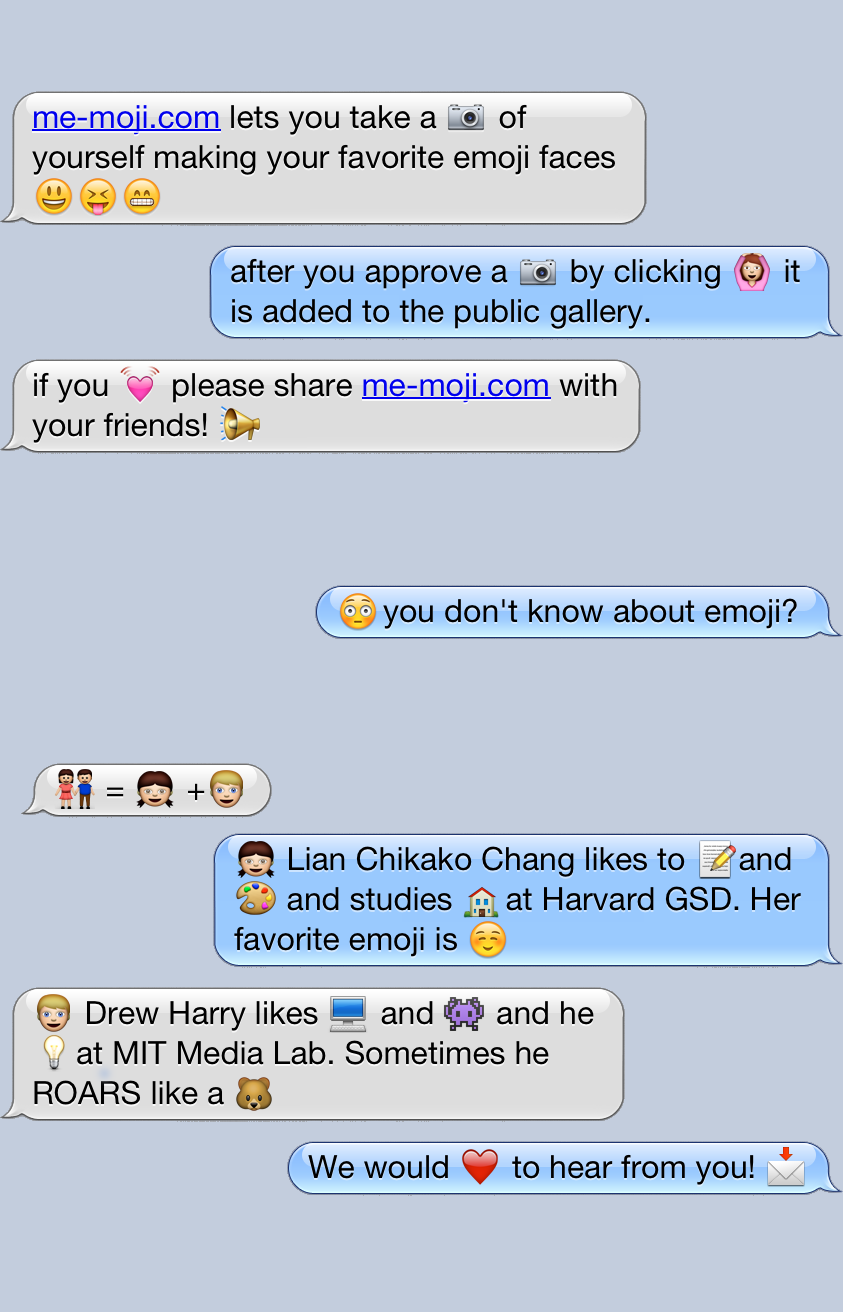 me-moji.com lets you take a 📷 of
yourself making your favorite emoji faces
😃😝😁
after you approve a 📷 by clicking 🙆 it
is added to the public gallery.
if you 💓 please share me-moji.com with
your friends! 📣
😳you don't know about emoji?
👫 = 👧 +👱
👧 Lian Chikako Chang likes to 📝and
🎨 and studies 🏠 at Harvard GSD. Her
favorite emoji is ☺️
👱 Drew Harry likes 💻 and 👾 and he
💡at MIT Media Lab. Sometimes he
ROARS like a 🐻
We would ❤️ to hear from you! 📩